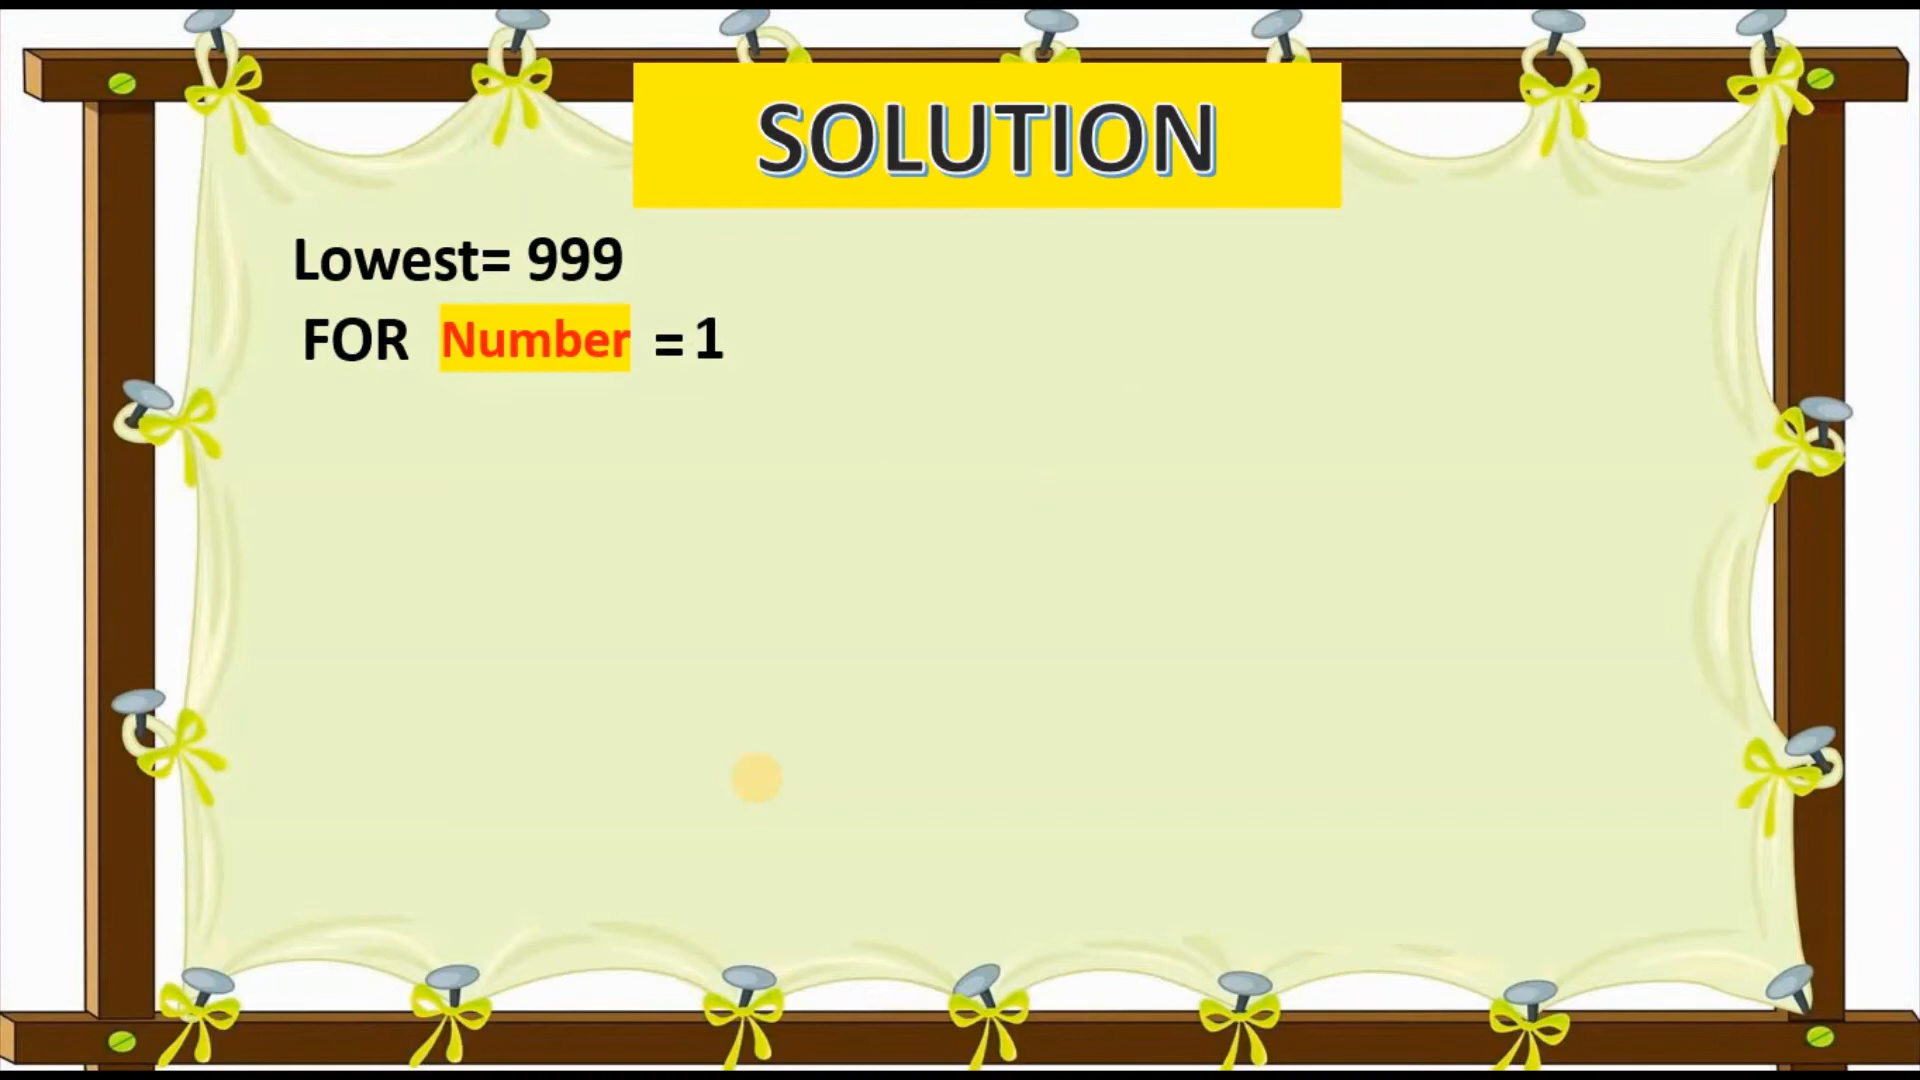 SOLUTION
Lowest= 999
FOR Number = 1